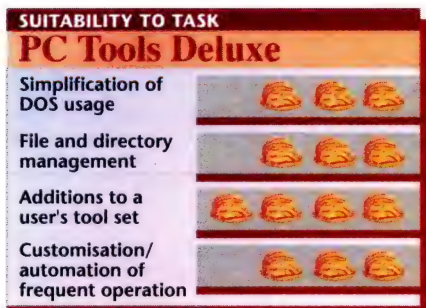 SUITABILITY TO TASK
PC Tools Deluxe
Simplification of
DOS usage
File and directory
management
Additions to a
user's tool set
Customisation/
automation of
frequent operation